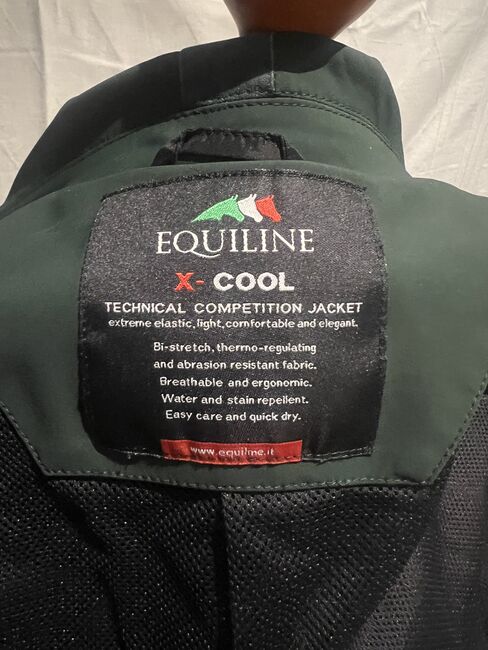 EQUILINE
X- COOL
TECHNICAL COMPETITION JACKET
extreme elastic, light, comfortable and elegant.
Bi-stretch, thermo-regulating
and abrasion resistant fabric.
Breathable and ergonomic.
Water and stain repellent.
Easy care and quick dry.
www.equiline.it